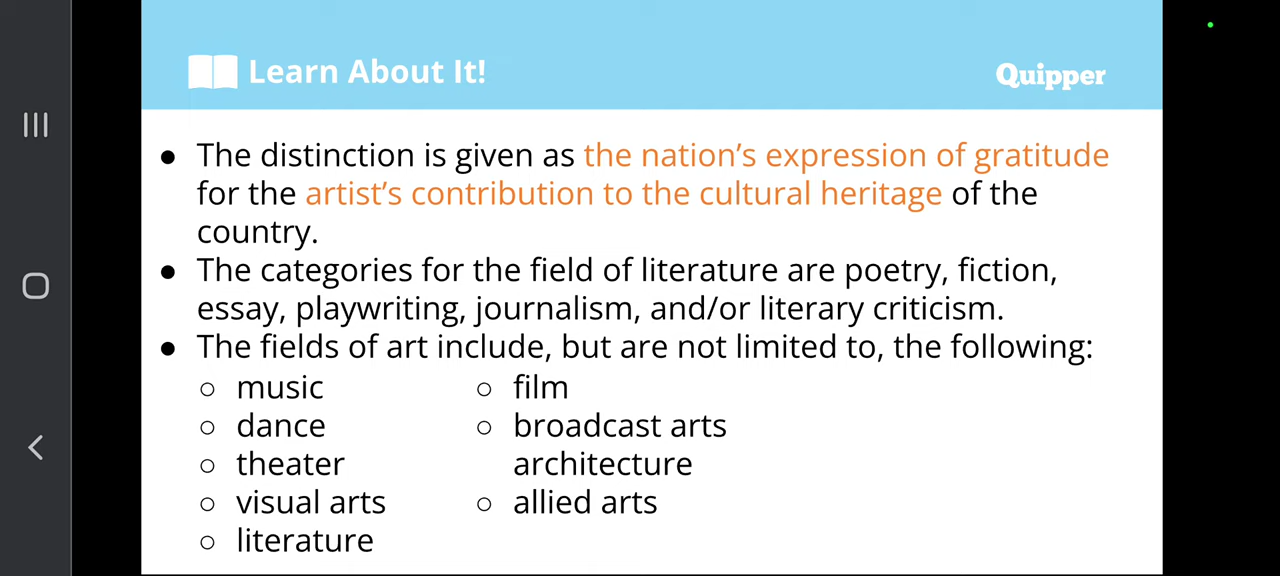 Learn About It!
Quipper
● The distinction is given as the nation's expression of gratitude
for the artist's contribution to the cultural heritage of the
country.
● The categories for the field of literature are poetry, fiction,
essay, playwriting, journalism, and/or literary criticism.
● The fields of art include, but are not limited to, the following:
○ music
○ dance
○ theater
○ visual arts
○ literature
○ film
○ broadcast arts
architecture
○ allied arts